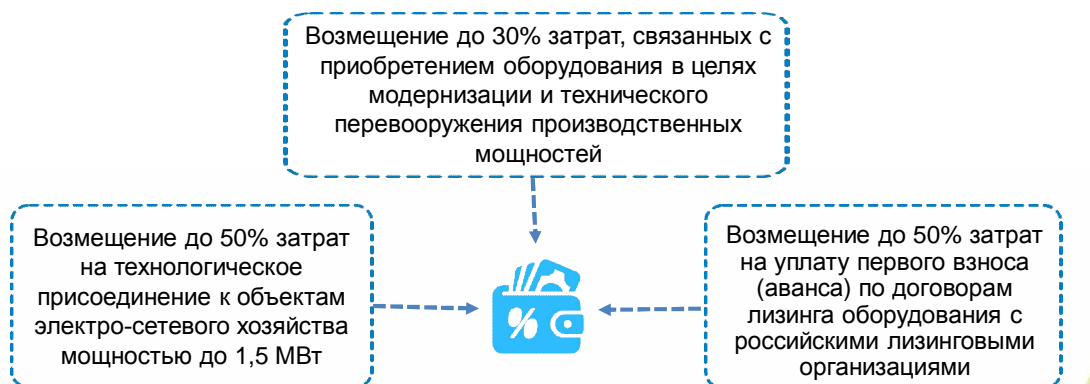 Возмещение до 30% затрат, связанных с
приобретением оборудования в целях
модернизации и технического
перевооружения производственных
мощностей
Возмещение до 50% затрат
на технологическое
присоединение к объектам
электро-сетевого хозяйства
мощностью до 1,5 МВт
%
Возмещение до 50% затрат
на уплату первого взноса
(аванса) по договорам
лизинга оборудования с
российскими лизинговыми
организациями